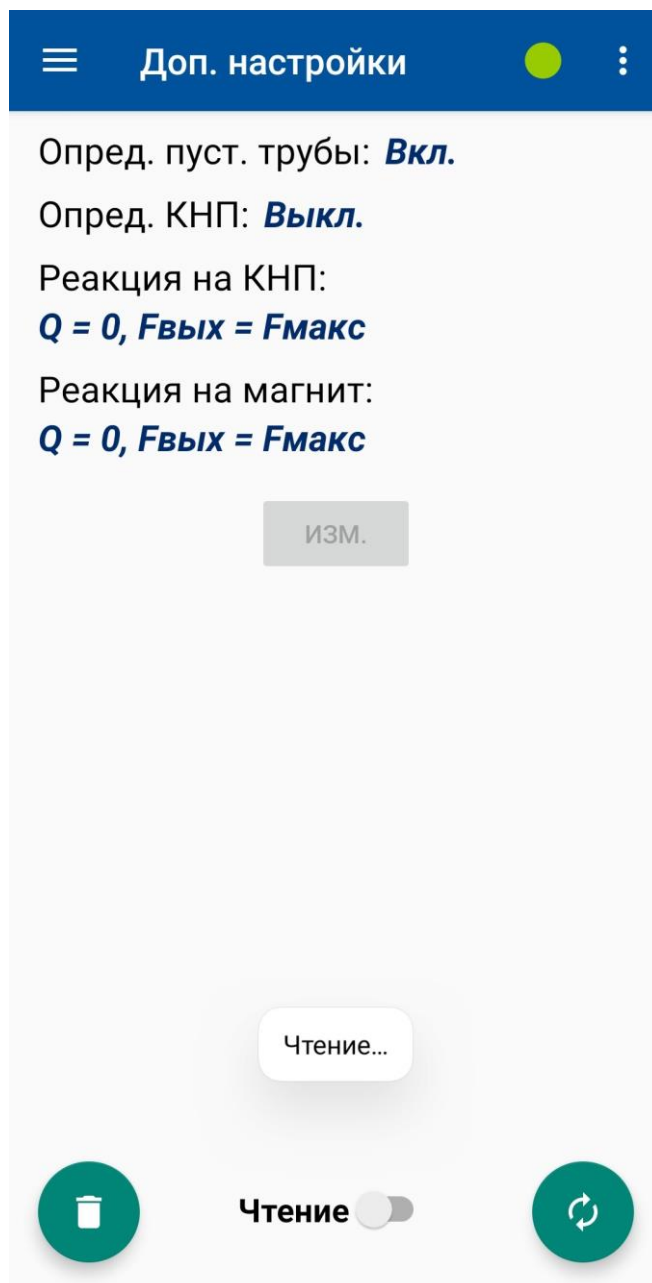 Доп. настройки
Опред. пуст. трубы: Вкл.
Опред. КНП: Выкл.
Реакция на КНП:
Q = 0, Fвых = Fмакс
Реакция на магнит:
Q = 0, Fвых = Fмакс
ИЗМ.
Чтение...
Чтение